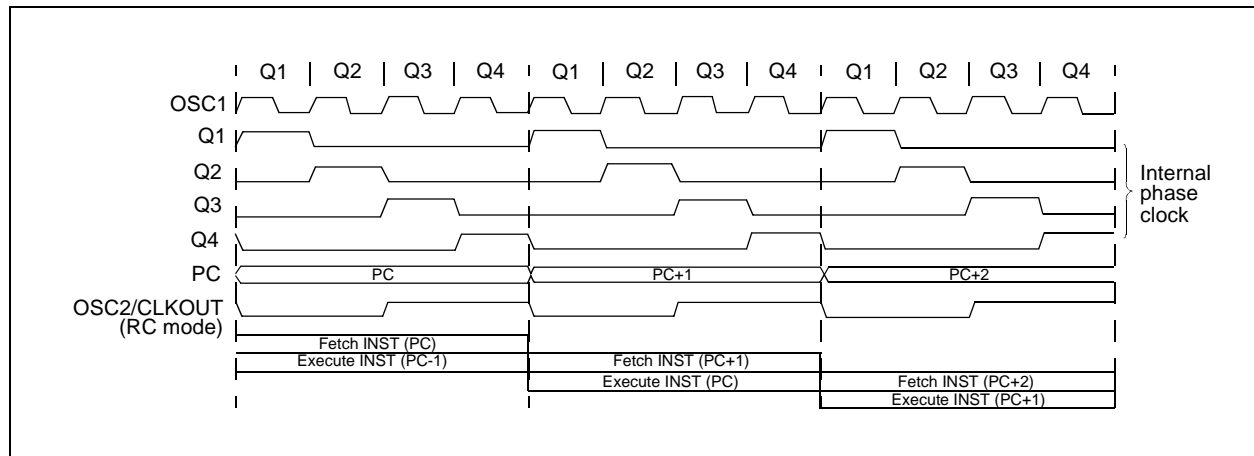 Q1 Q2 Q3 Q4 Q1 Q2 Q3 Q4 Q1 Q2 Q3 Q4
OSC1
Q1
Q2
Q3
Q4
Internal
phase
clock
PC PC PC+1 PC+2
OSC2/CLKOUT
(RC mode)
Fetch INST (PC)
Execute INST (PC-1) Fetch INST (PC+1)
Execute INST (PC) Fetch INST (PC+2)
Execute INST (PC+1)